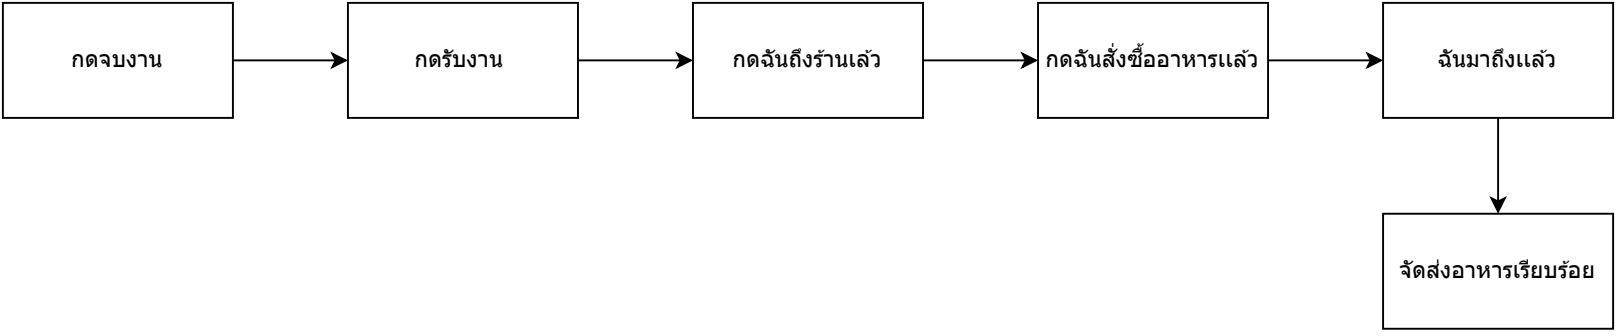 กดจบงาน
กดรับงาน
กดฉันถึงร้านแล้ว
กดฉันสั่งซื้ออาหารแล้ว
ฉันมาถึงแล้ว
จัดส่งอาหารเรียบร้อย